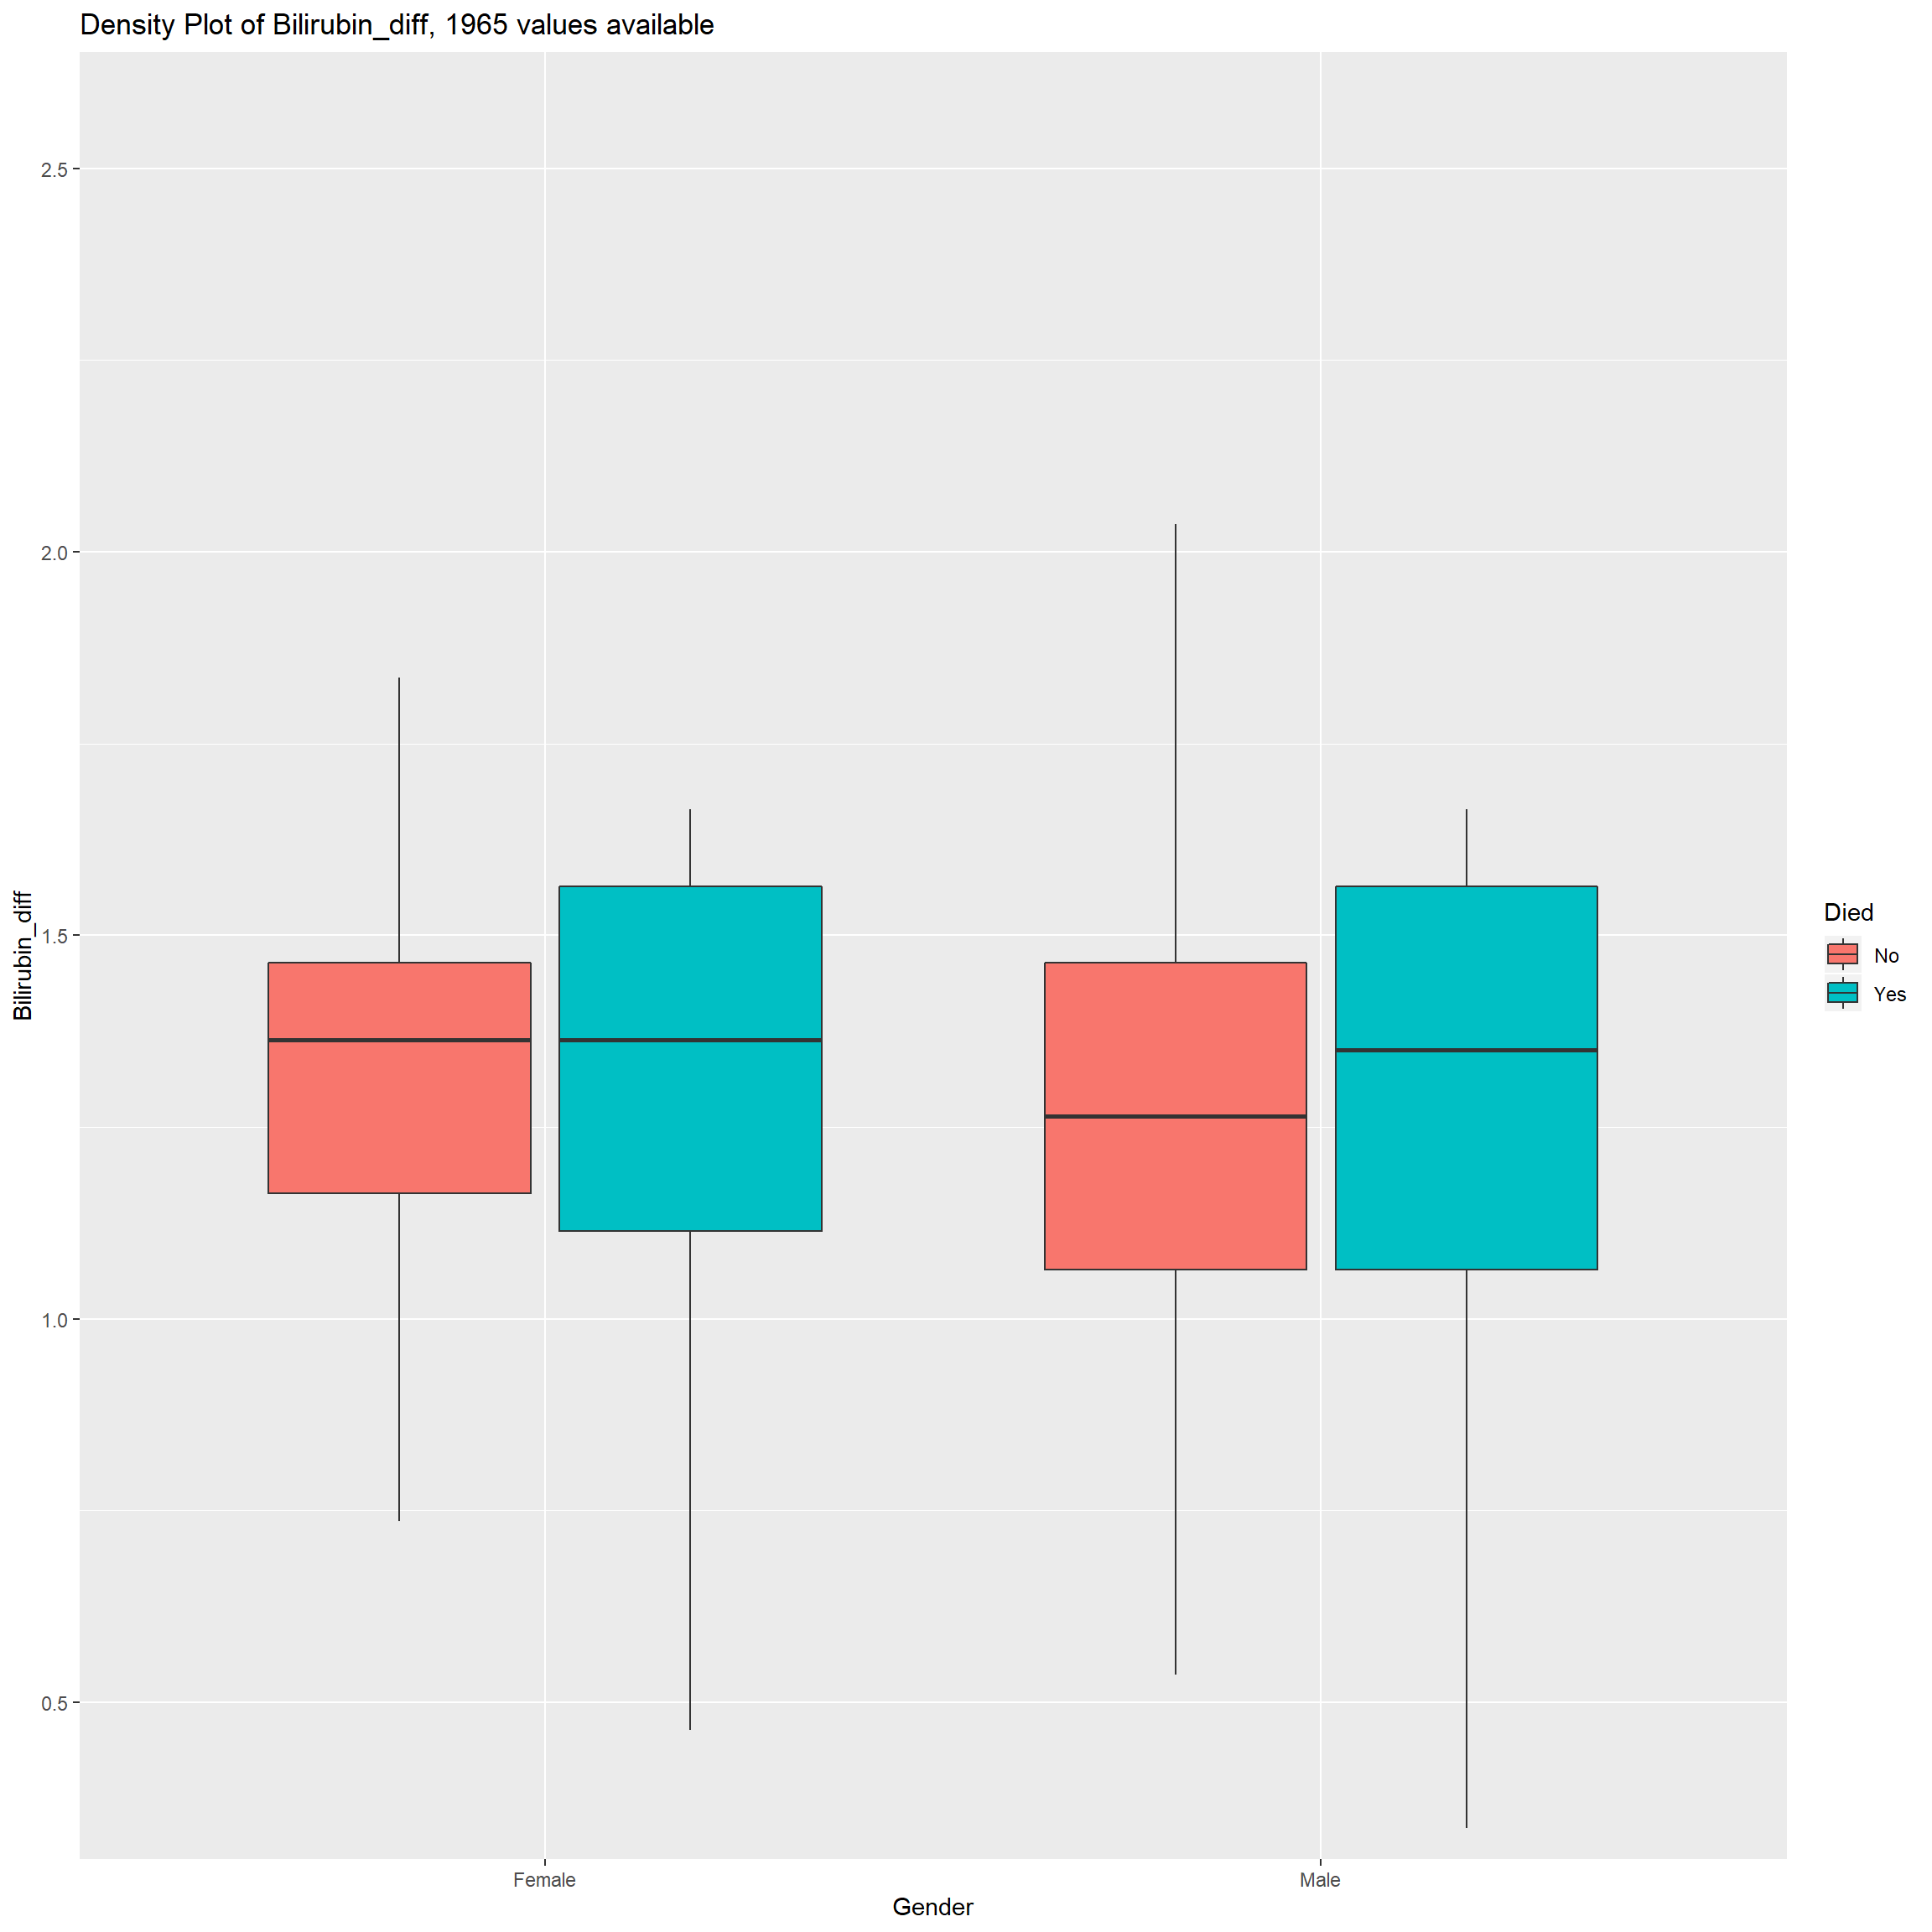 Density Plot of Bilirubin_diff, 1965 values available
2.5
2.0
1.5
1.0
0.5
Bilirubin_diff
Female
Male
Gender
Died
No
Yes